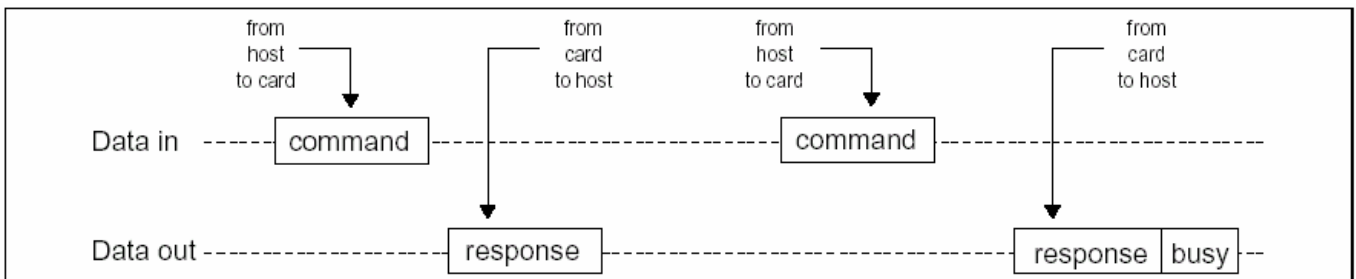 from
host
to card
from
card
to host
from
host
to card
from
card
to host
Data in
command
command
Data out
response
response
busy